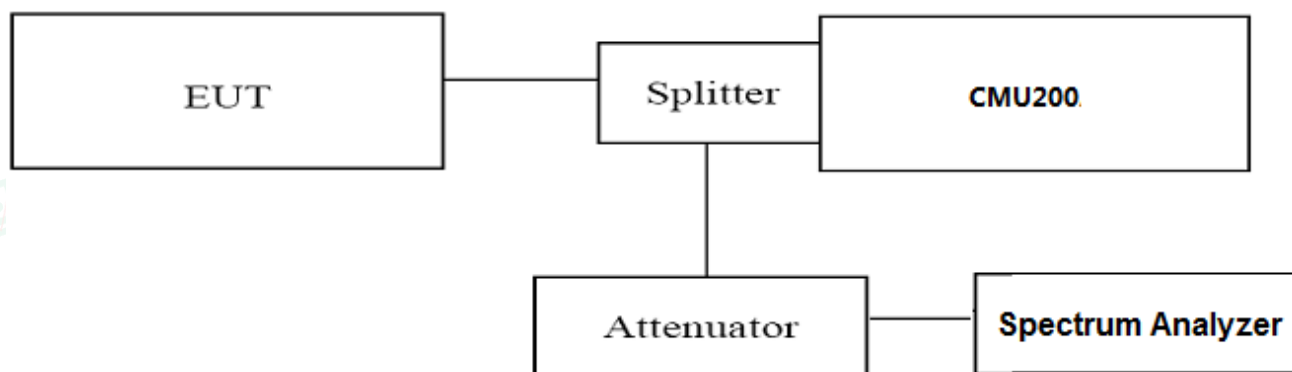 EUT
Splitter
CMU200
Attenuator
Spectrum Analyzer